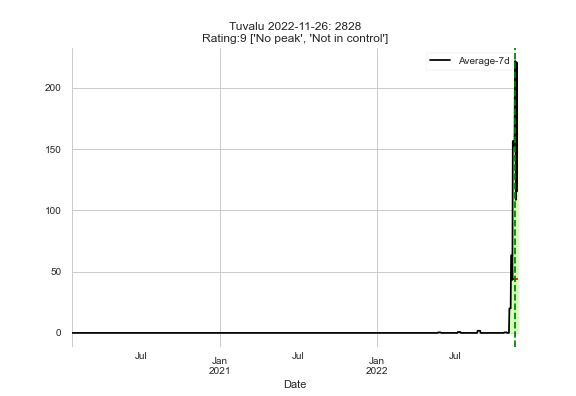 Tuvalu 2022-11-26: 2828
Rating:9 ['No peak', 'Not in control']
Average-7d
200
150
100
50
0
Jul
Jan
2021
Jul
Jan
2022
Jul
Date